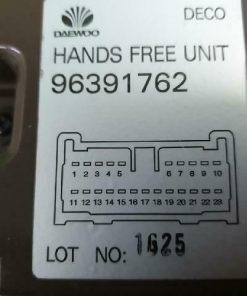 DAEWOO DECO
HANDS FREE UNIT
96391762
1 2 3 4 5 6 7 8 9 10
11 12 13 14 15 16 17 18 19 20 21 22 23
LOT NO: 1625